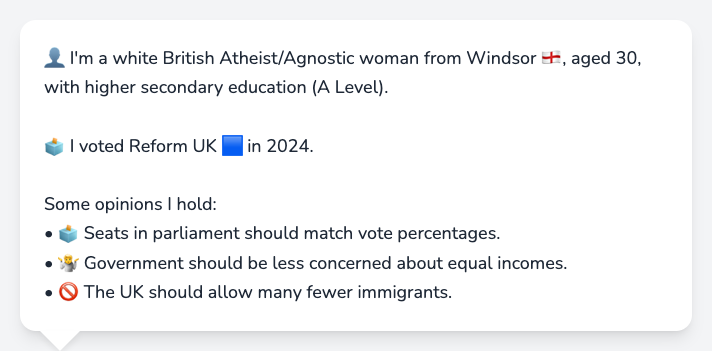 👤 I'm a white British Atheist/Agnostic woman from Windsor 🏴󠁧󠁢󠁥󠁮󠁧󠁿, aged 30,
with higher secondary education (A Level).
🗳️ I voted Reform UK 🟦 in 2024.
Some opinions I hold:
• 🗳️ Seats in parliament should match vote percentages.
• 🤷‍♀️ Government should be less concerned about equal incomes.
• 🚫 The UK should allow many fewer immigrants.